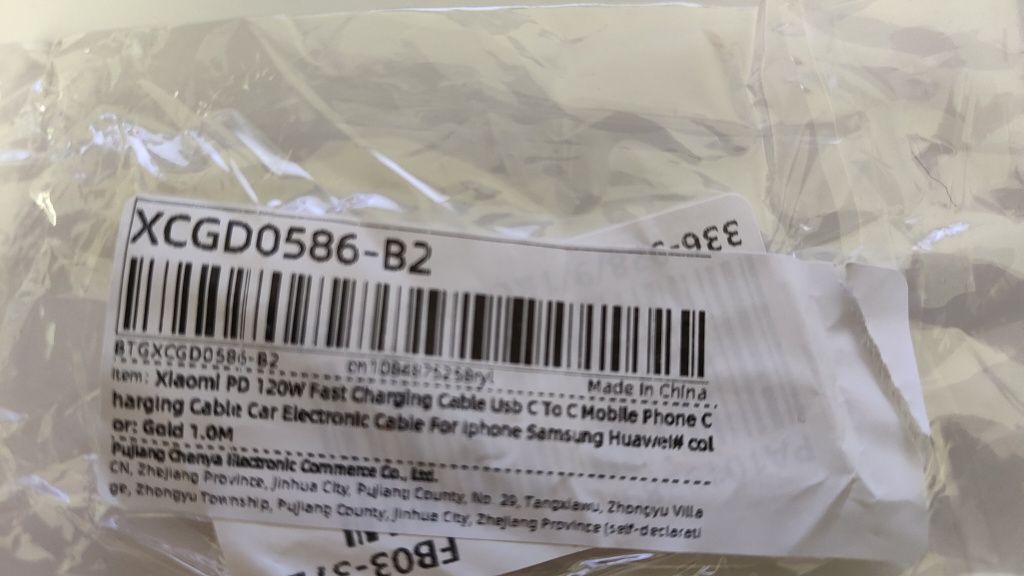 XCGD0586-B2
BTGXCGD0586-B2
Made In China
Item: Xiaomi PD 120W Fast Charging Cable Usb C To C Mobile Phone C
harging Cable Car Electronic Cable For iphone Samsung Huawei# col
or: Gold 1.0M
Pujiang Chenya Electronic Commerce Co., Ltd.
CN, Zhejiang Province, Jinhua City, Pujiang County, No. 29, Tangxiawu, Zhongyu Villa
ge, Zhongyu Township, Pujiang County, Jinhua City, Zhejiang Province (self-declarati
336-
FB03-